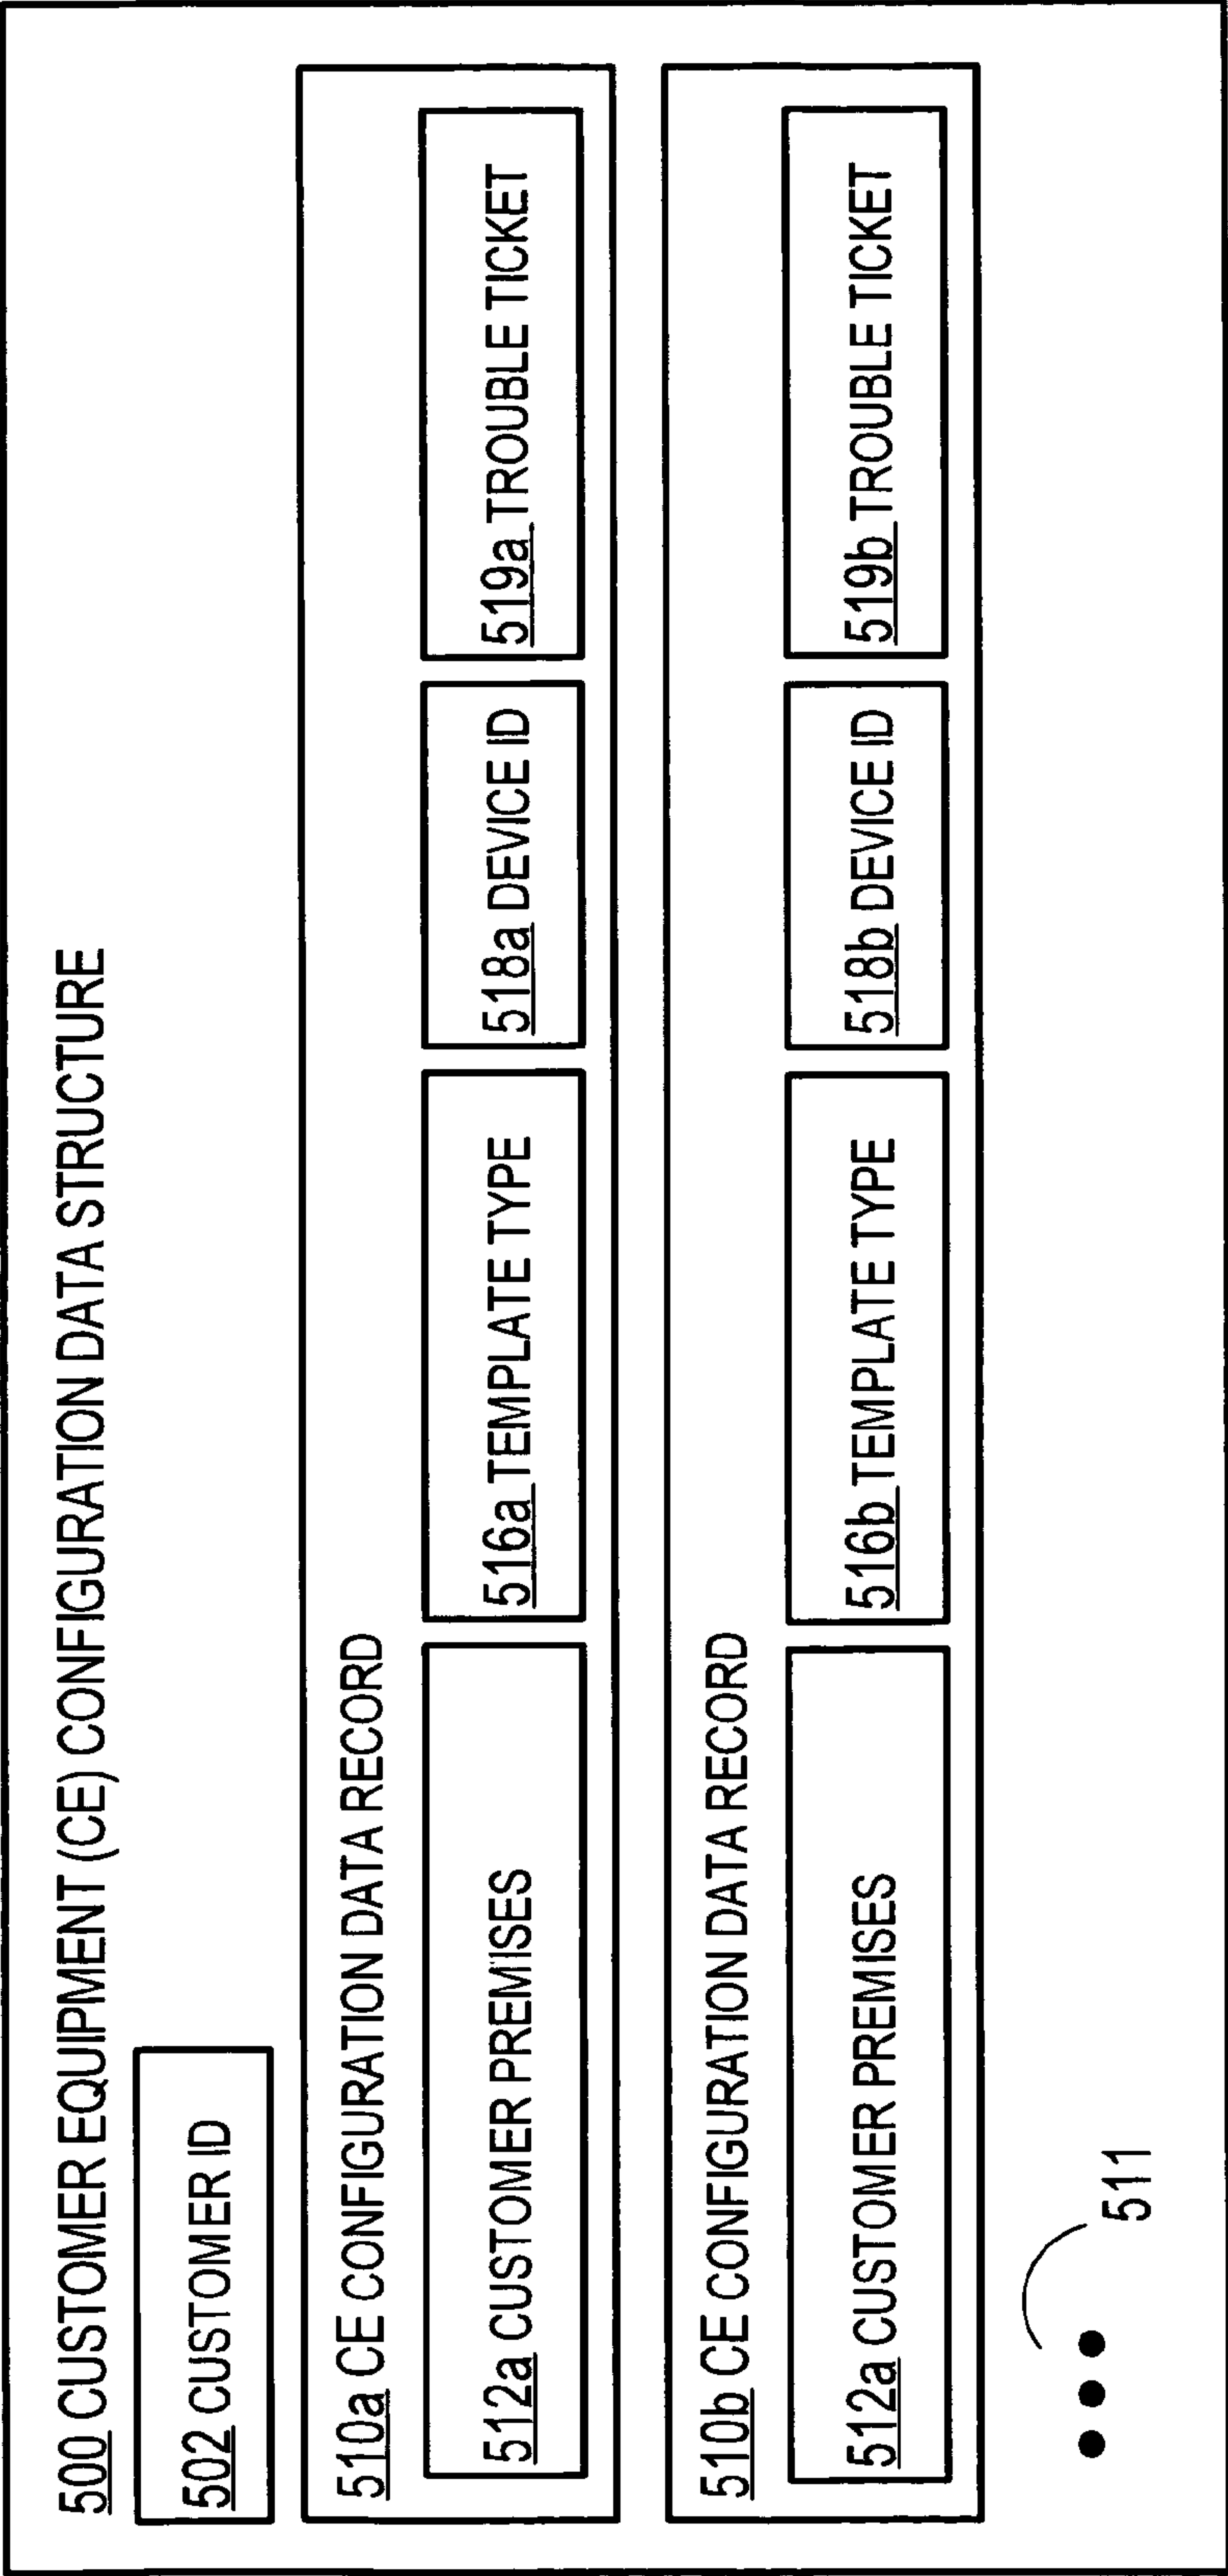 500 CUSTOMER EQUIPMENT (CE) CONFIGURATION DATA STRUCTURE
502 CUSTOMER ID
510a CE CONFIGURATION DATA RECORD
512a CUSTOMER PREMISES
516a TEMPLATE TYPE
518a DEVICE ID
519a TROUBLE TICKET
510b CE CONFIGURATION DATA RECORD
512a CUSTOMER PREMISES
516b TEMPLATE TYPE
518b DEVICE ID
519b TROUBLE TICKET
511